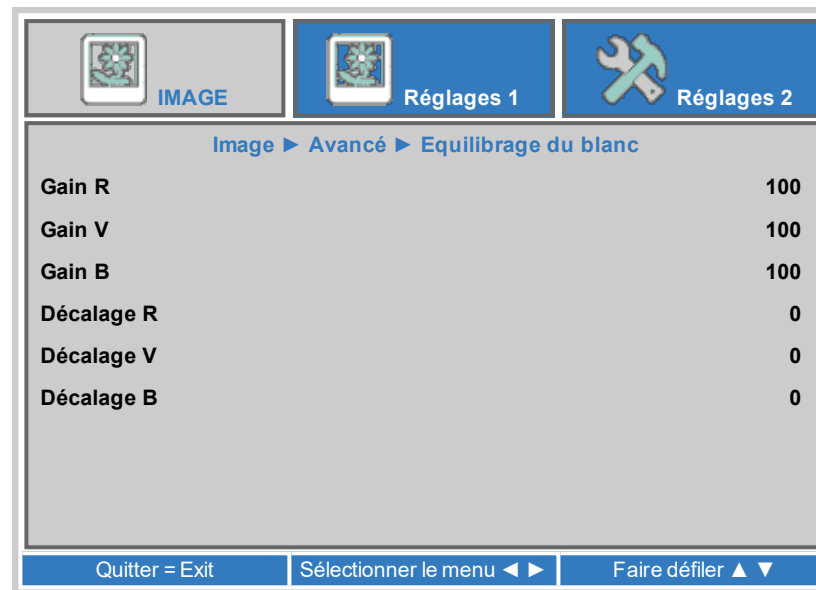 IMAGE
Réglages 1
Réglages 2
Image ► Avancé ► Equilibrage du blanc
Gain R 100
Gain V 100
Gain B 100
Décalage R 0
Décalage V 0
Décalage B 0
Quitter = Exit
Sélectionner le menu ◄ ►
Faire défiler ▲ ▼